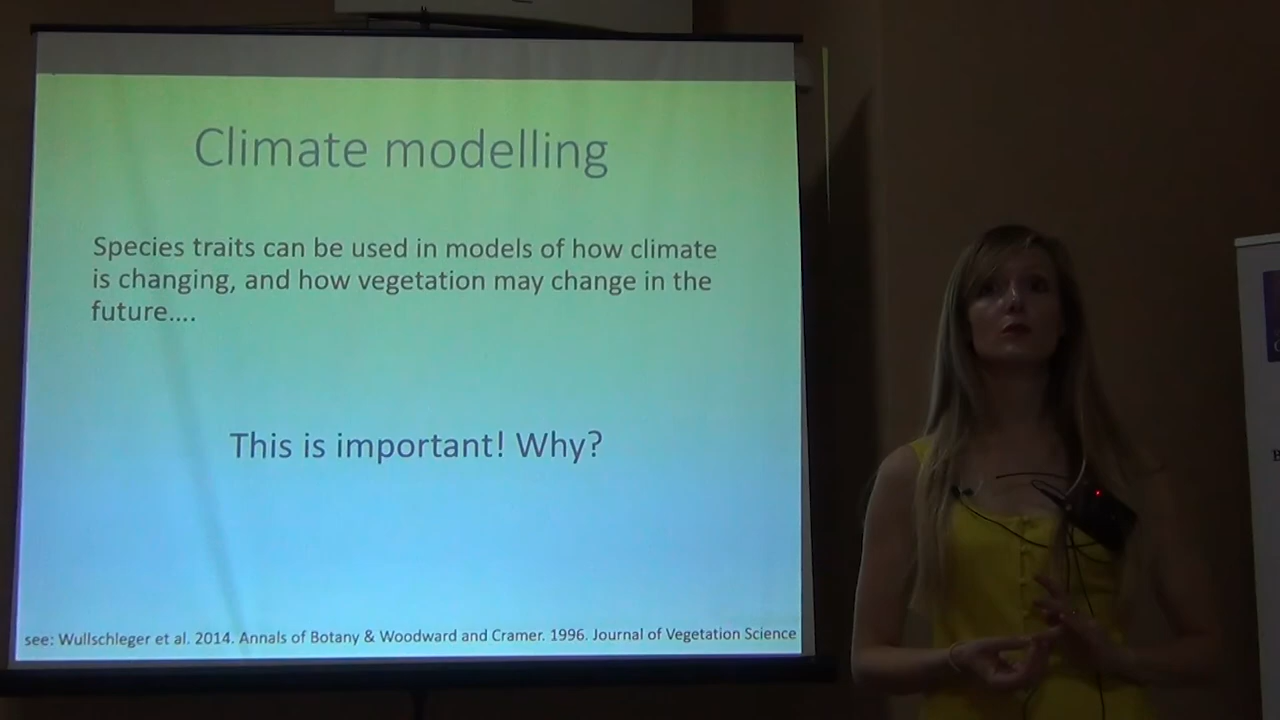 Climate modelling
Species traits can be used in models of how climate
is changing, and how vegetation may change in the
future....
This is important! Why?
see: Wullschleger et al. 2014. Annals of Botany & Woodward and Cramer. 1996. Journal of Vegetation Science